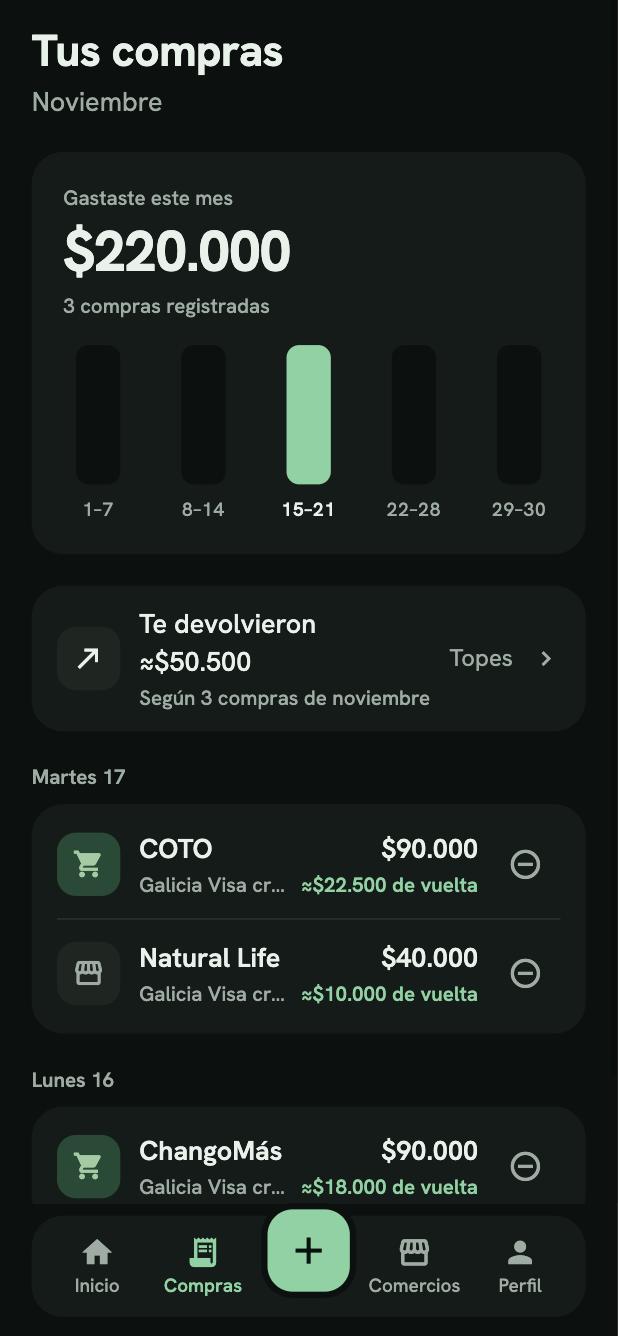 Tus compras
Noviembre
Gastaste este mes
$220.000
3 compras registradas
1–7
8–14
15–21
22–28
29–30
Te devolvieron
≈$50.500
Según 3 compras de noviembre
Topes
Martes 17
COTO
$90.000
Galicia Visa cr...
≈$22.500 de vuelta
Natural Life
$40.000
Galicia Visa cr...
≈$10.000 de vuelta
Lunes 16
ChangoMás
$90.000
Galicia Visa cr...
≈$18.000 de vuelta
Inicio
Compras
Comercios
Perfil